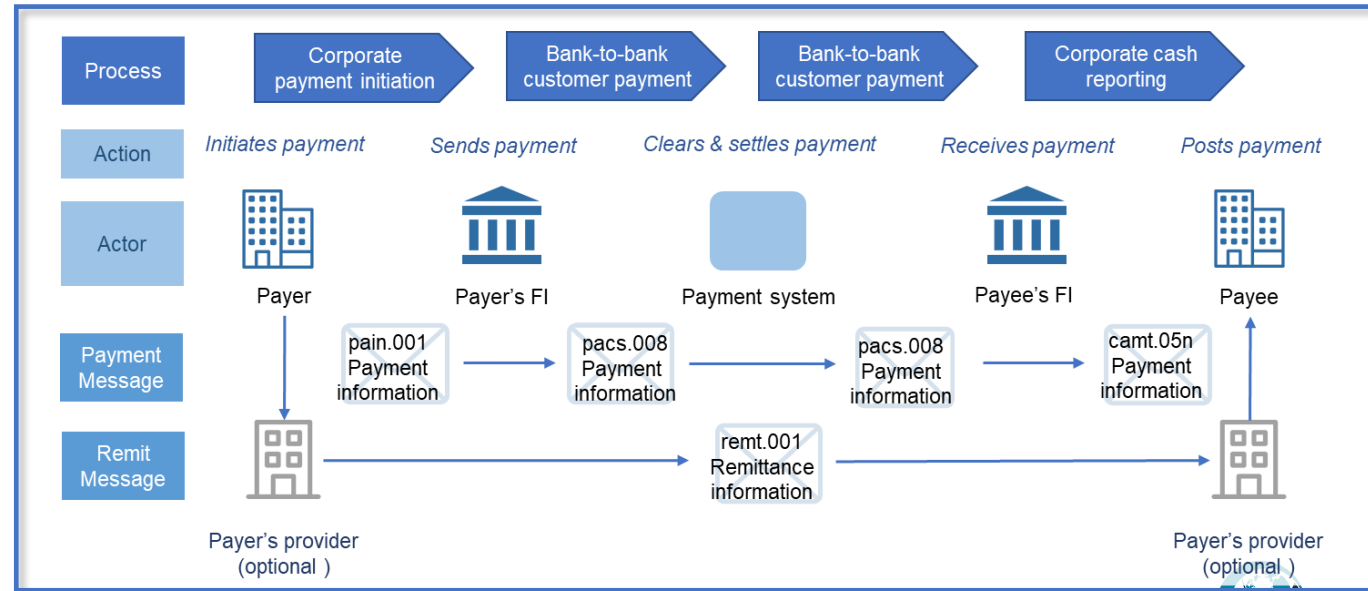 Process
Corporate
payment initiation
Bank-to-bank
customer payment
Bank-to-bank
customer payment
Corporate cash
reporting
Action
Initiates payment
Sends payment
Clears & settles payment
Receives payment
Posts payment
Actor
Payer
Payer's FI
Payment system
Payee's FI
Payee
Payment
Message
pain.001
Payment
information
pacs.008
Payment
information
pacs.008
Payment
information
camt.05n
Payment
information
Remit
Message
remt.001
Remittance
information
Payer's provider
(optional )
Payer's provider
(optional )